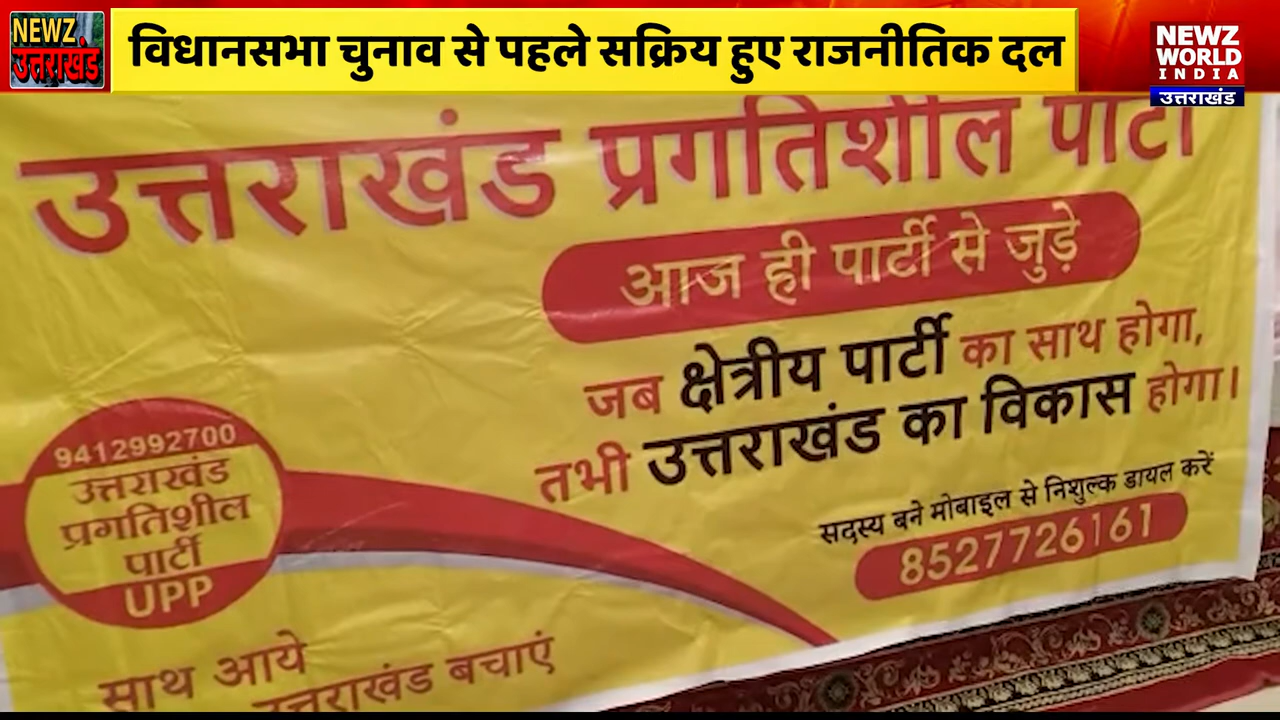 NEWZ
उत्तराखंड
विधानसभा चुनाव से पहले सक्रिय हुए राजनीतिक दल
NEWZ
WORLD
INDIA
उत्तराखंड
उत्तराखंड प्रगतिशील पार्टी
आज ही पार्टी से जुड़े
जब क्षेत्रीय पार्टी का साथ होगा,
तभी उत्तराखंड का विकास होगा।
सदस्य बने मोबाइल से निशुल्क डायल करें
8527726161
9412992700
उत्तराखंड
प्रगतिशील
पार्टी
UPP
साथ आये
उत्तराखंड बचाएं